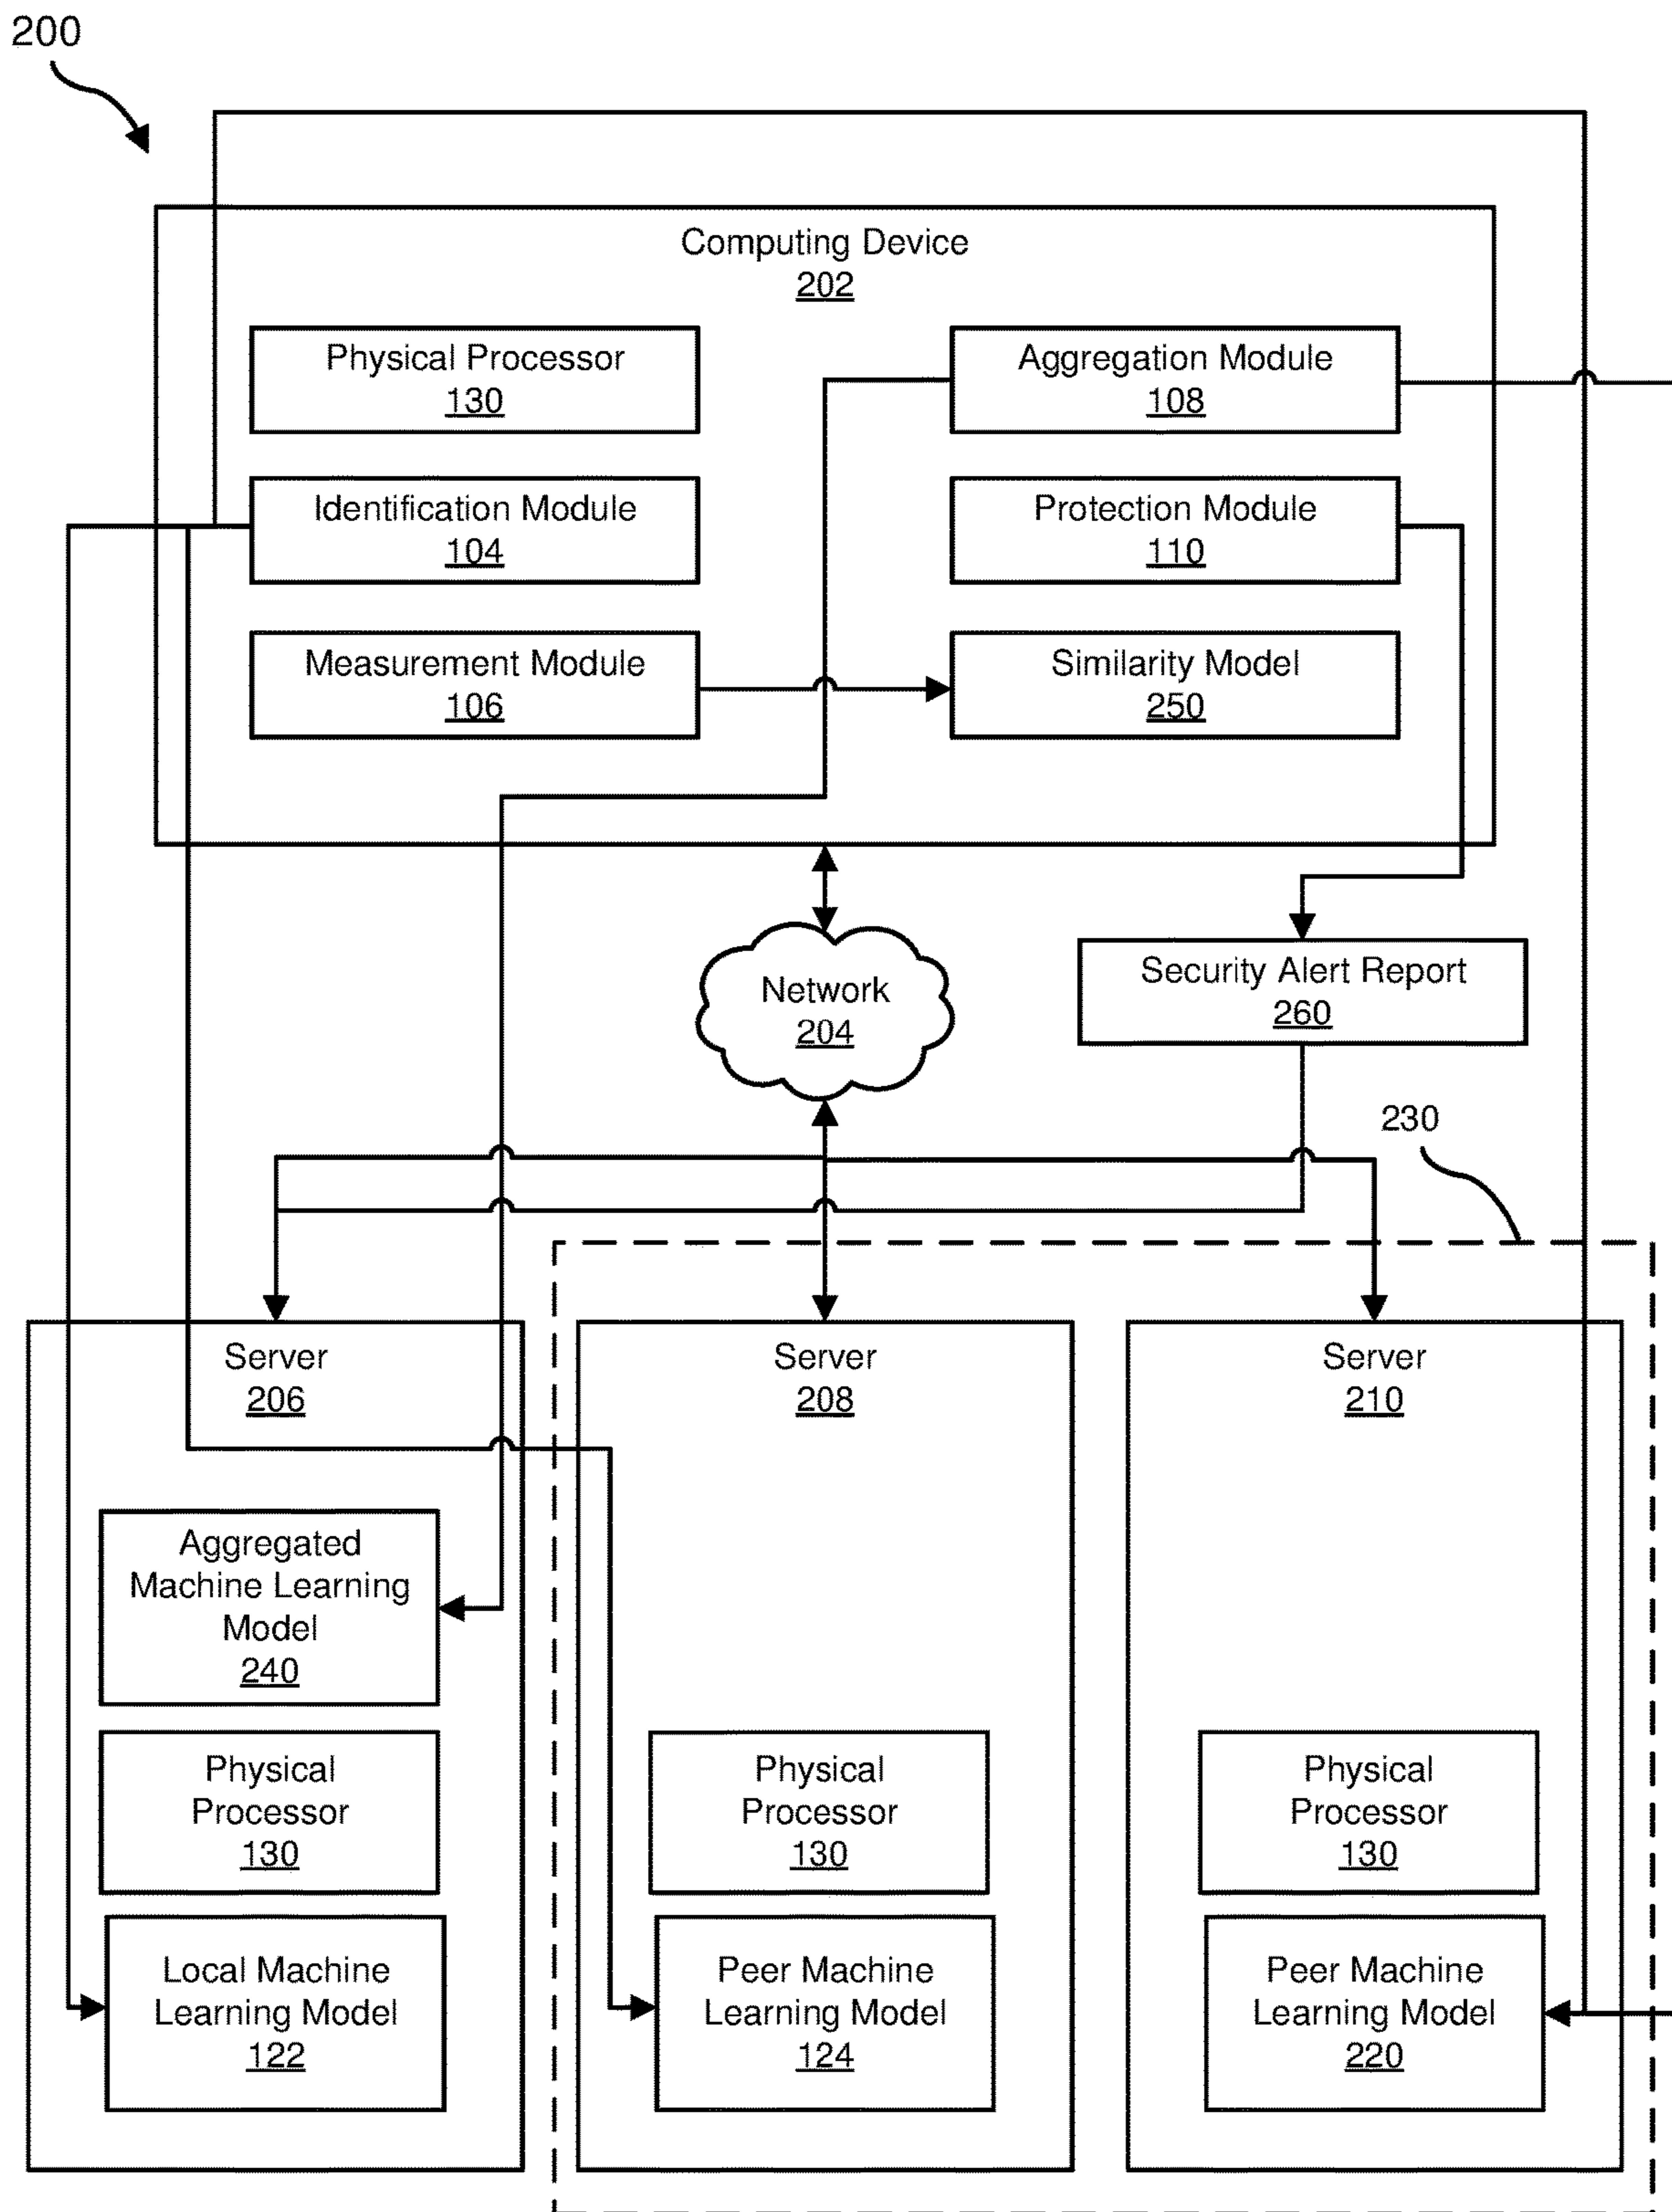 200
Computing Device
202
Physical Processor
130
Aggregation Module
108
Identification Module
104
Protection Module
110
Measurement Module
106
Similarity Model
250
Network
204
Security Alert Report
260
230
Server
206
Server
208
Server
210
Aggregated
Machine Learning
Model
240
Physical
Processor
130
Physical
Processor
130
Physical
Processor
130
Local Machine
Learning Model
122
Peer Machine
Learning Model
124
Peer Machine
Learning Model
220